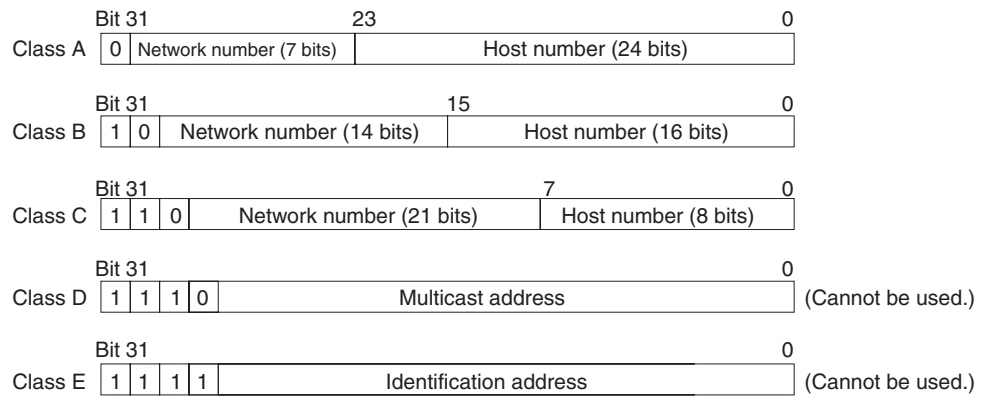 Bit 31 23 0
Class A 0 Network number (7 bits) Host number (24 bits)
Bit 31 15 0
Class B 1 0 Network number (14 bits) Host number (16 bits)
Bit 31 7 0
Class C 1 1 0 Network number (21 bits) Host number (8 bits)
Bit 31 0
Class D 1 1 1 0 Multicast address (Cannot be used.)
Bit 31 0
Class E 1 1 1 1 Identification address (Cannot be used.)